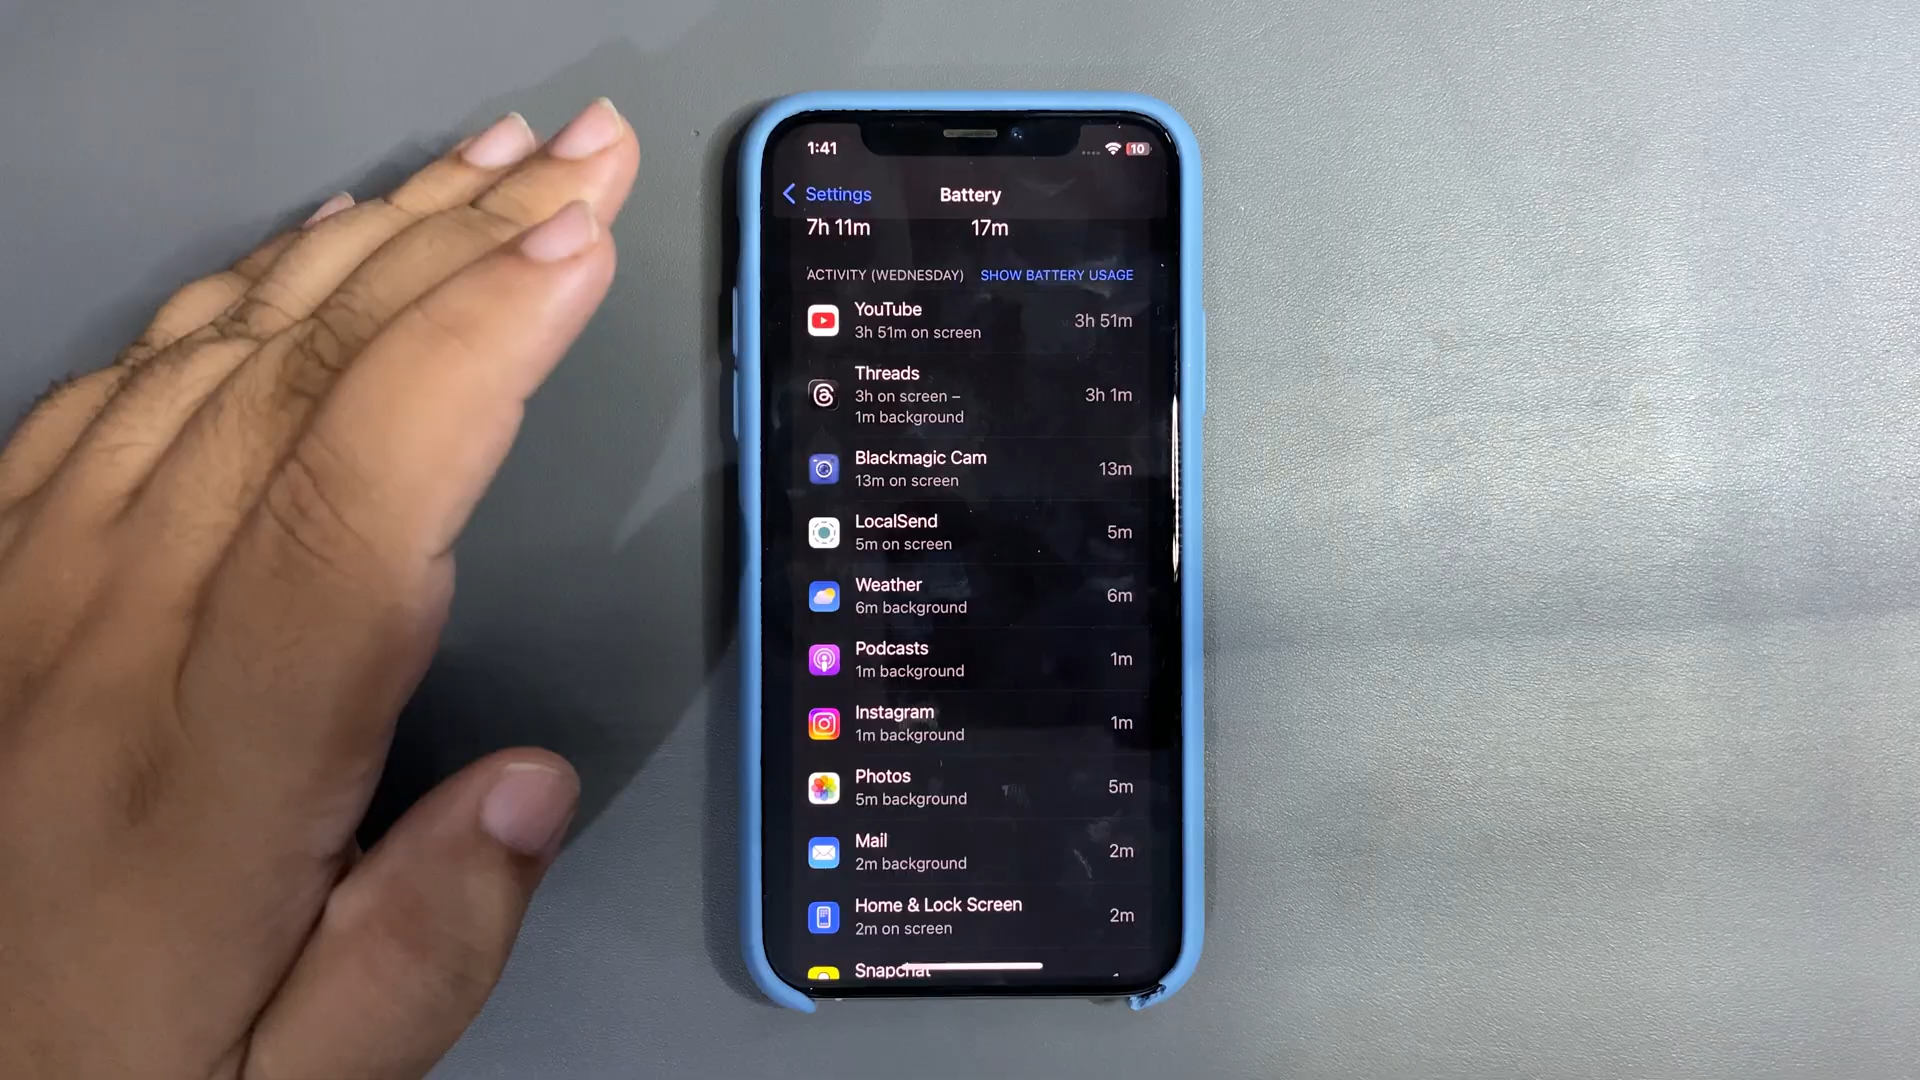 1:41
10
Settings
Battery
7h 11m
17m
ACTIVITY (WEDNESDAY)
SHOW BATTERY USAGE
YouTube
3h 51m on screen
3h 51m
Threads
3h on screen –
1m background
3h 1m
Blackmagic Cam
13m on screen
13m
LocalSend
5m on screen
5m
Weather
6m background
6m
Podcasts
1m background
1m
Instagram
1m background
1m
Photos
5m background
5m
Mail
2m background
2m
Home & Lock Screen
2m on screen
2m
Snapchat